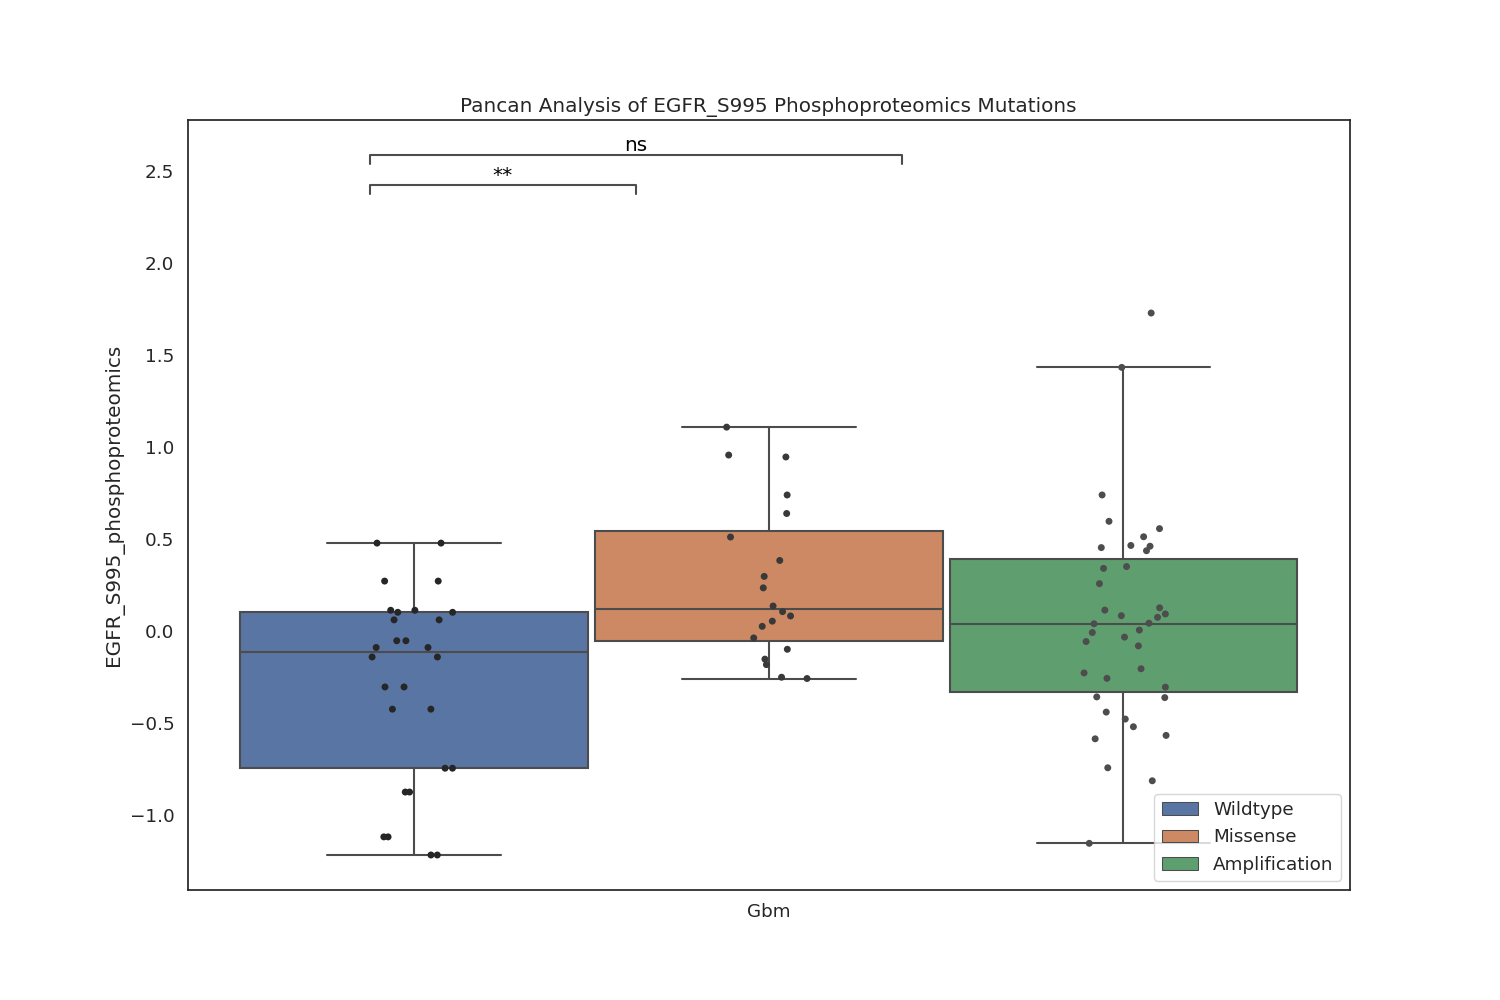 Pancan Analysis of EGFR_S995 Phosphoproteomics Mutations
ns
**
2.5
2.0
1.5
1.0
0.5
0.0
−0.5
−1.0
EGFR_S995_phosphoproteomics
Wildtype
Missense
Amplification
Gbm